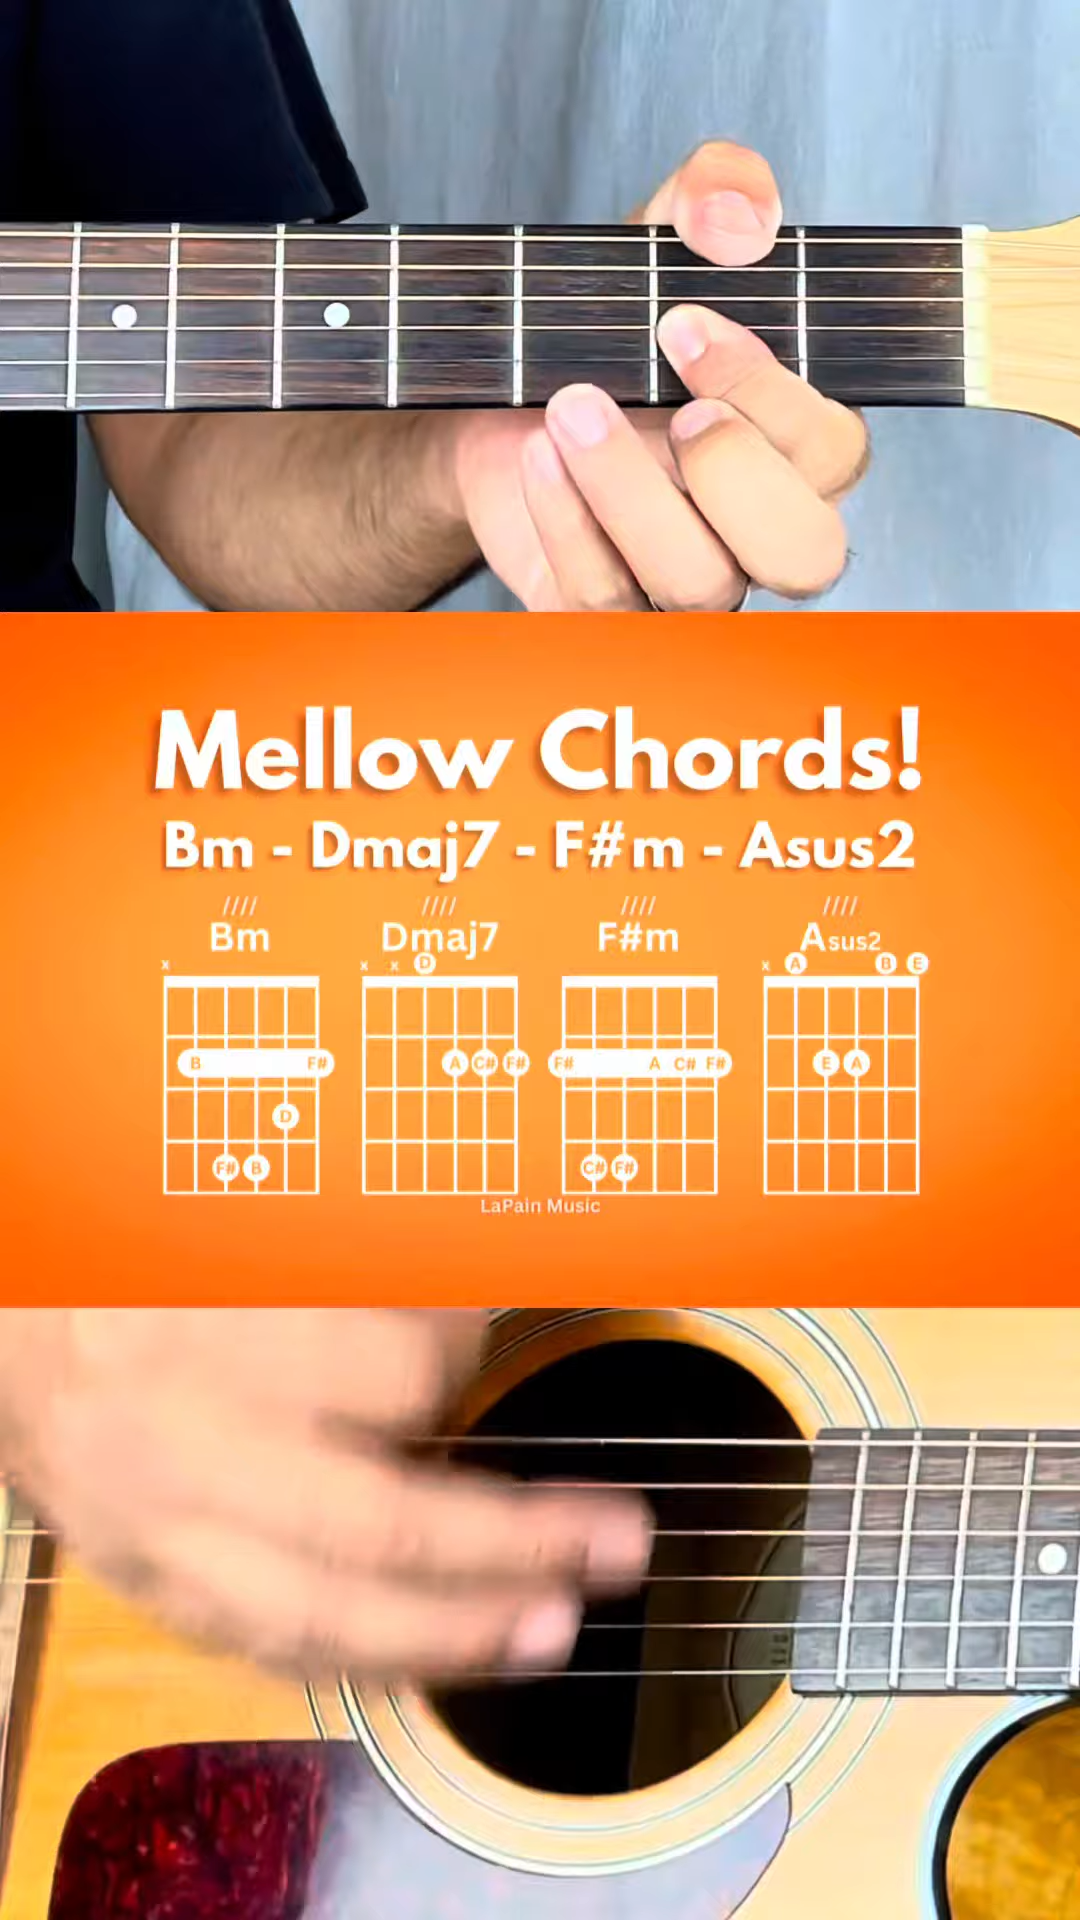 Mellow Chords!
Bm - Dmaj7 - F#m - Asus2
//// //// //// ////
Bm Dmaj7 F#m Asus2
x x x D x A B E
B F# A C# F# F# A C# F# E A
D
F# B C# F#
LaPain Music